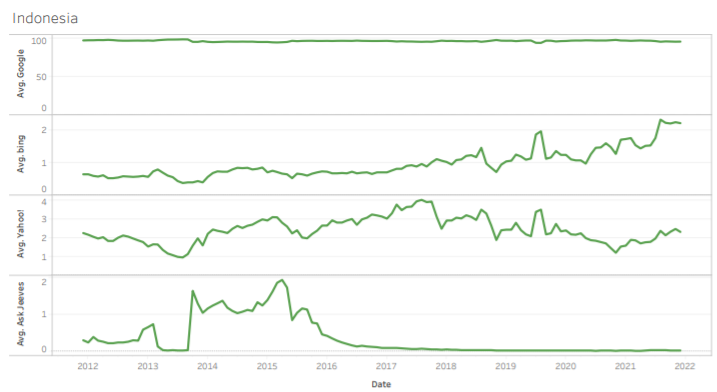 Indonesia
Avg. Google
100
50
0
Avg. bing
2
1
0
Avg. Yahoo!
4
3
2
1
Avg. Ask Jeeves
2
1
0
2012 2013 2014 2015 2016 2017 2018 2019 2020 2021 2022
Date